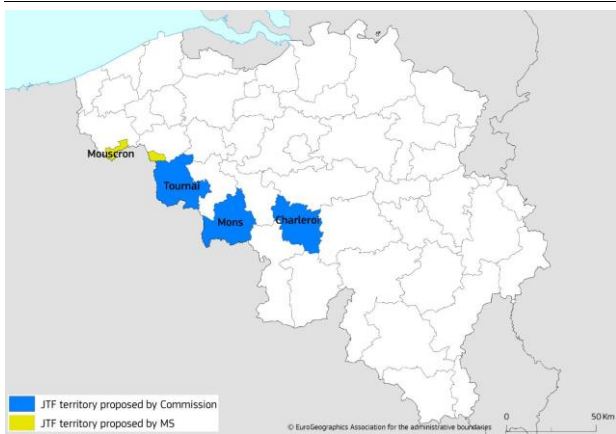 Mouscron
Tournai
Mons
Charleroi
JTF territory proposed by Commission
JTF territory proposed by MS
© EuroGeographics Association for the administrative boundaries
0 50 Km